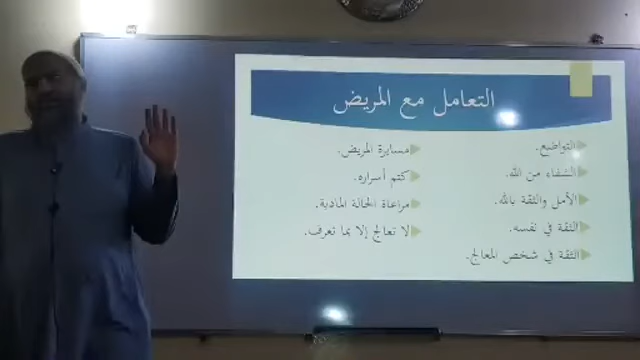 التعامل مع المريض
التواضع.
الشفاء من الله.
الأمل والثقة بالله.
الثقة في نفسه.
الثقة في شخص المعالج.
مسايرة المريض.
كتم أسراره.
مراعاة الحالة المادية.
لا تعالج إلا بما تعرف.